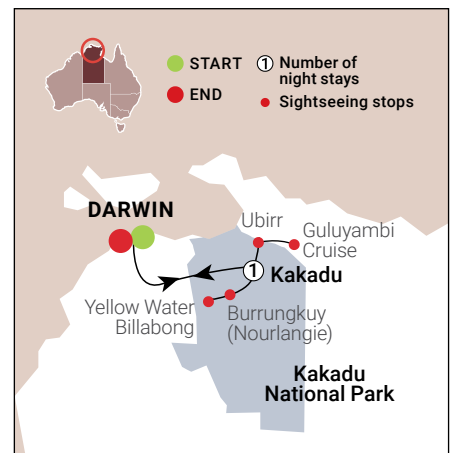 START
END
1 Number of
night stays
Sightseeing stops
DARWIN
Ubirr
Guluyambi
Cruise
1 Kakadu
Yellow Water
Billabong
Burrungkuy
(Nourlangie)
Kakadu
National Park